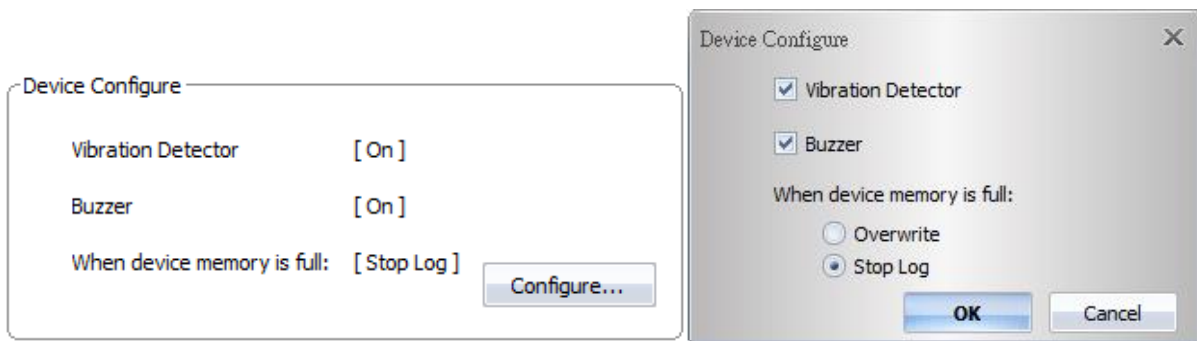 Device Configure
Vibration Detector [ On ]
Buzzer [ On ]
When device memory is full: [ Stop Log ]
Configure...
Device Configure
Vibration Detector
Buzzer
When device memory is full:
Overwrite
Stop Log
OK Cancel